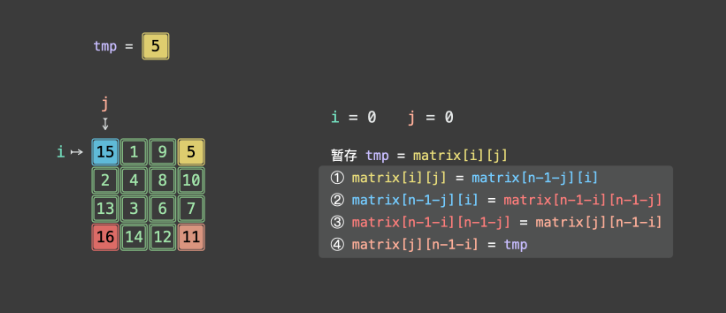 tmp = 5
j
i = 0 j = 0
i ↦ 15 1 9 5
2 4 8 10
13 3 6 7
16 14 12 11
暂存 tmp = matrix[i][j]
① matrix[i][j] = matrix[n-1-j][i]
② matrix[n-1-j][i] = matrix[n-1-i][n-1-j]
③ matrix[n-1-i][n-1-j] = matrix[j][n-1-i]
④ matrix[j][n-1-i] = tmp